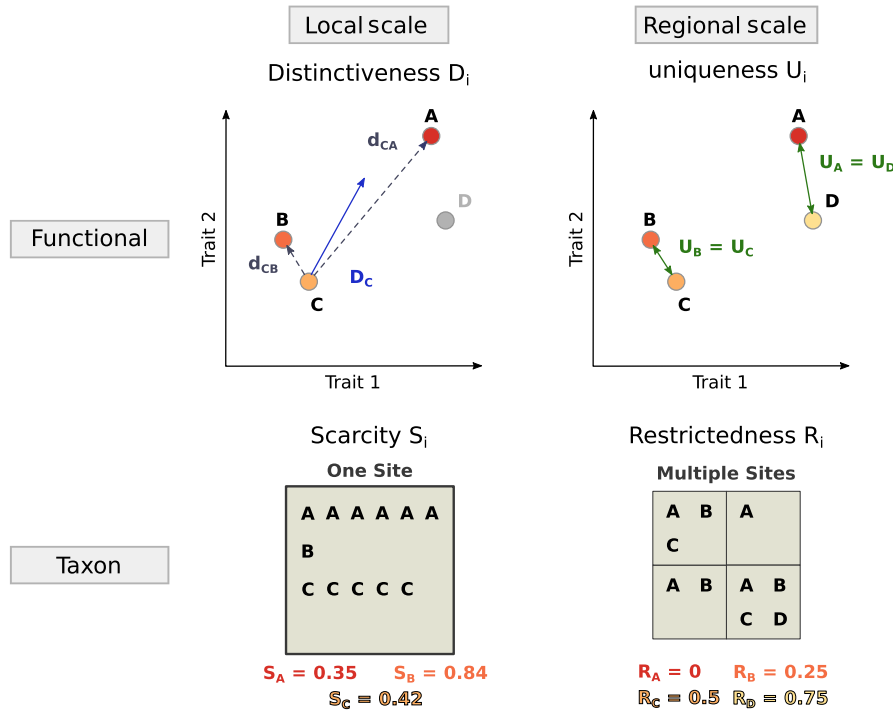 Local scale
Regional scale
Distinctiveness Di
uniqueness Ui
Functional
Trait 2
A
dCA
D
B
dCB
DC
C
Trait 1
Trait 2
A
UA = UD
D
B
UB = UC
C
Trait 1
Taxon
Scarcity Si
One Site
A A A A A A
B
C C C C C
SA = 0.35 SB = 0.84
SC = 0.42
Restrictedness Ri
Multiple Sites
A B A
C
A B A B
C D
RA = 0 RB = 0.25
RC = 0.5 RD = 0.75